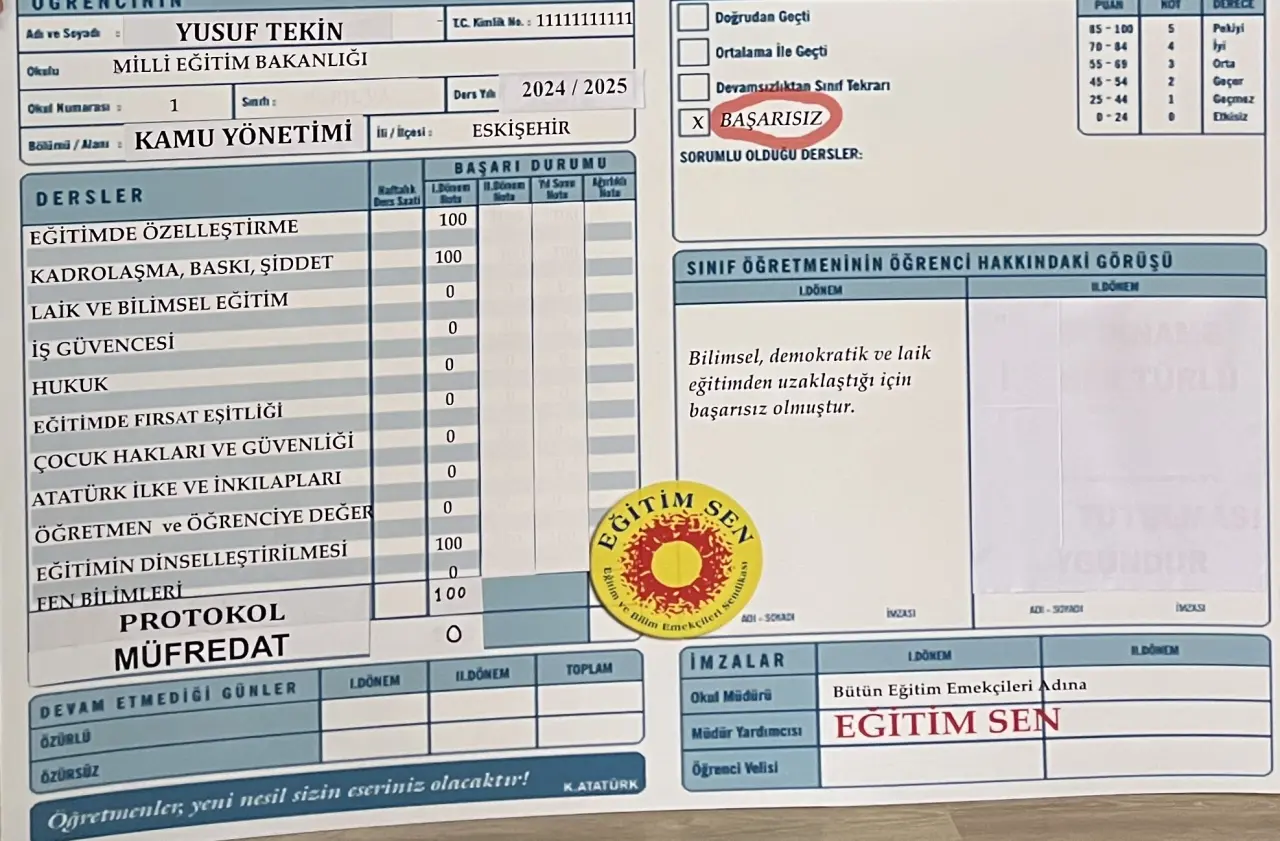 ÖĞRENCİNİN
Adı ve Soyadı : YUSUF TEKİN
T.C. Kimlik No. : 11111111111
Okulu MİLLİ EĞİTİM BAKANLIĞI
Okul Numarası : 1
Sınıfı :
Ders Yılı 2024 / 2025
Bölümü / Alanı : KAMU YÖNETİMİ
İli / İlçesi : ESKİŞEHİR
DERSLER
Haftalık Ders Saati
BAŞARI DURUMU
I.Dönem Notu
II.Dönem Notu
Yıl Sonu Notu
Ağırlıklı Notu
EĞİTİMDE ÖZELLEŞTİRME 100
KADROLAŞMA, BASKI, ŞİDDET 100
LAİK VE BİLİMSEL EĞİTİM 0
İŞ GÜVENCESİ 0
HUKUK 0
EĞİTİMDE FIRSAT EŞİTLİĞİ 0
ÇOCUK HAKLARI VE GÜVENLİĞİ 0
ATATÜRK İLKE VE İNKILAPLARI 0
ÖĞRETMEN ve ÖĞRENCİYE DEĞER 0
EĞİTİMİN DİNSELLEŞTİRİLMESİ 100
FEN BİLİMLERİ 0
PROTOKOL 100
MÜFREDAT 0
DEVAM ETMEDİĞİ GÜNLER
I.DÖNEM
II.DÖNEM
TOPLAM
ÖZÜRLÜ
ÖZÜRSÜZ
Öğretmenler, yeni nesil sizin eseriniz olacaktır!
K.ATATÜRK
Doğrudan Geçti
Ortalama İle Geçti
Devamsızlıktan Sınıf Tekrarı
X BAŞARISIZ
SORUMLU OLDUĞU DERSLER:
PUAN NOT DERECE
85 - 100 5 Pekiyi
70 - 84 4 İyi
55 - 69 3 Orta
45 - 54 2 Geçer
25 - 44 1 Geçmez
0 - 24 0 Etkisiz
SINIF ÖĞRETMENİNİN ÖĞRENCİ HAKKINDAKİ GÖRÜŞÜ
I.DÖNEM
II.DÖNEM
Bilimsel, demokratik ve laik
eğitimden uzaklaştığı için
başarısız olmuştur.
ADI - SOYADI
İMZASI
ADI - SOYADI
İMZASI
EĞİTİM SEN
Eğitim ve Bilim Emekçileri Sendikası
İMZALAR
I.DÖNEM
II.DÖNEM
Okul Müdürü Bütün Eğitim Emekçileri Adına
Müdür Yardımcısı EĞİTİM SEN
Öğrenci Velisi